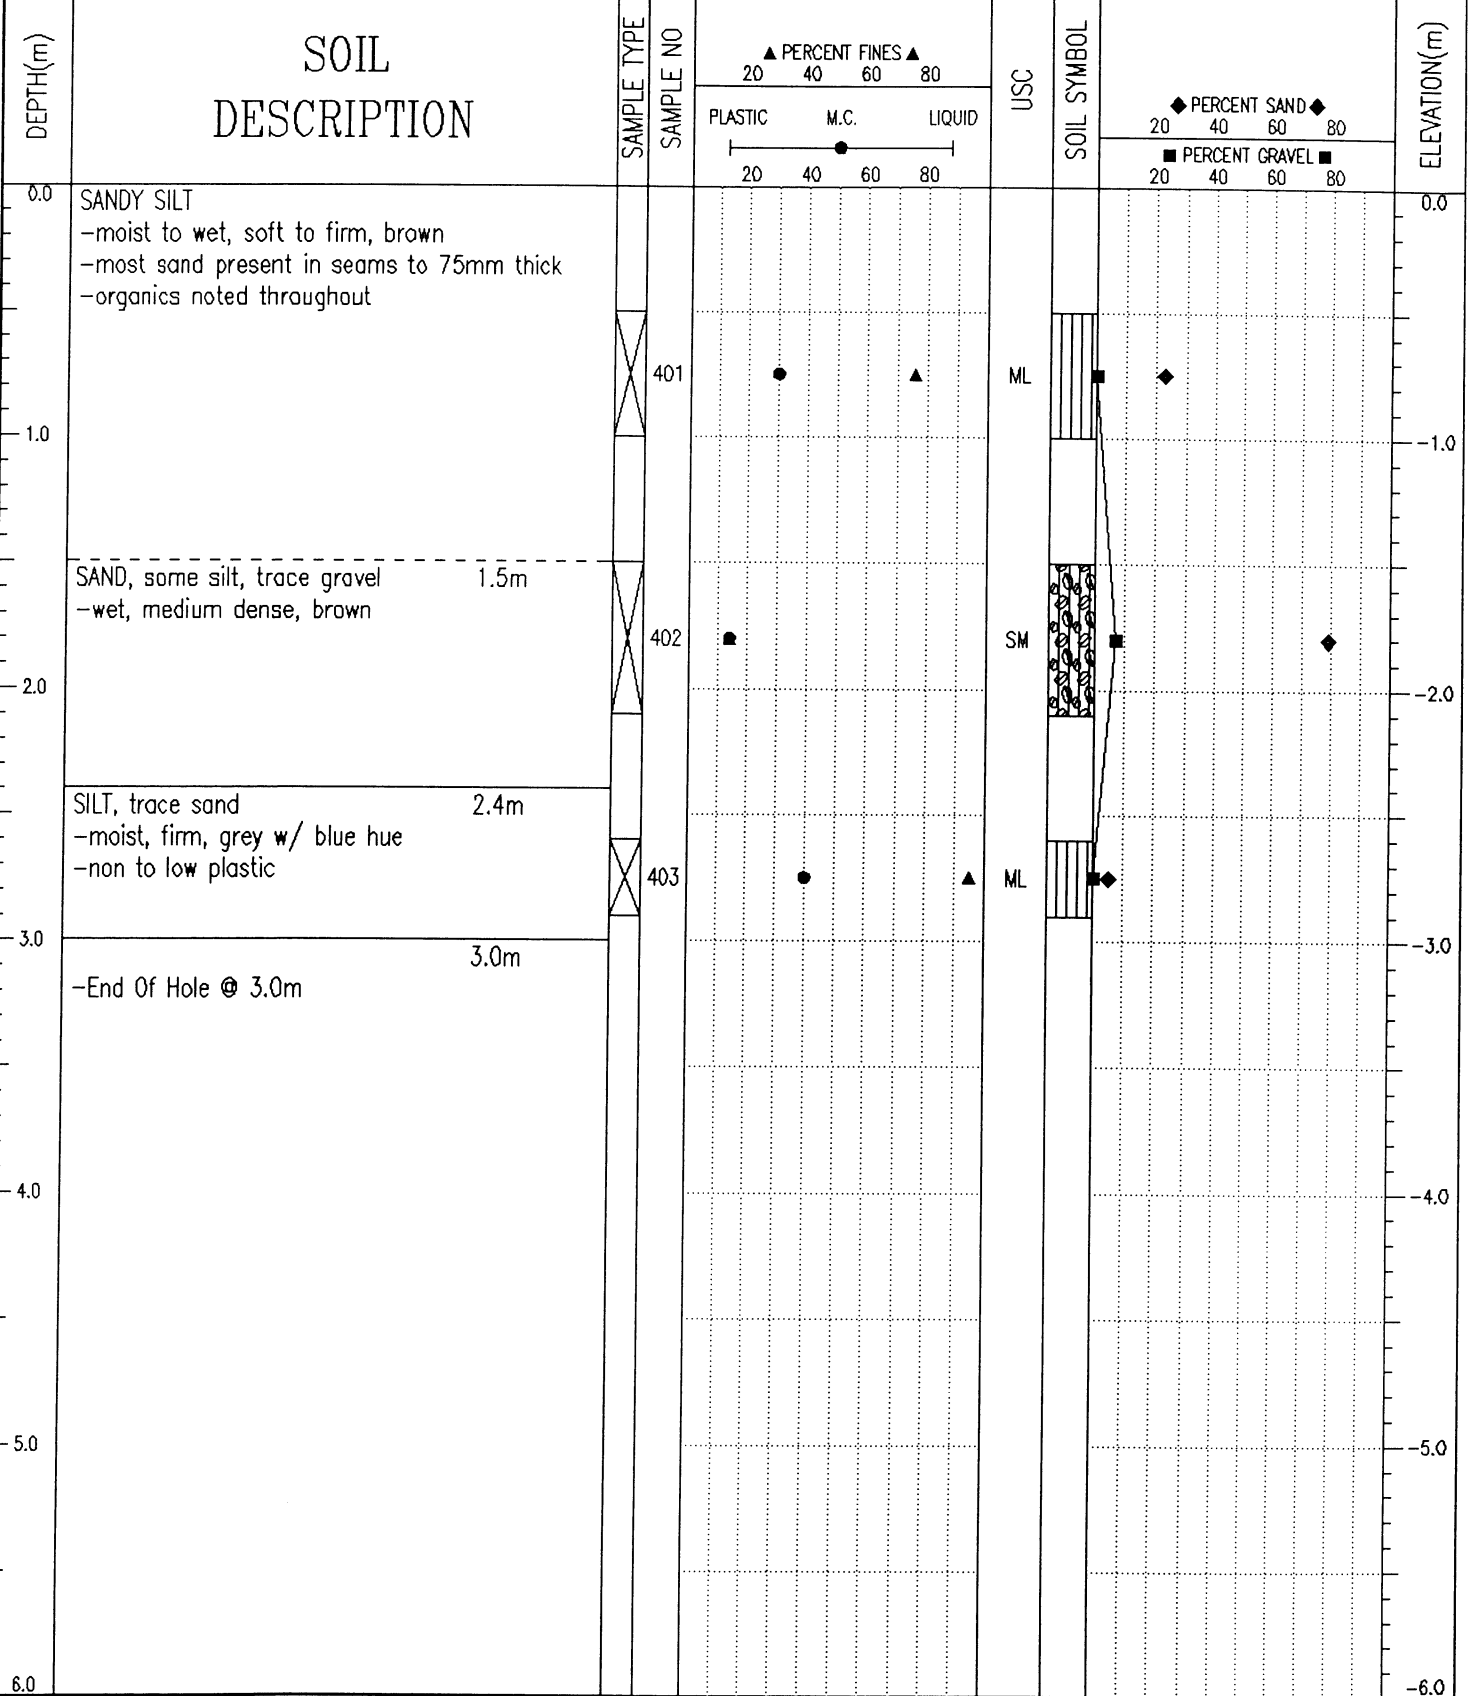 DEPTH(m)
SOIL
DESCRIPTION
SAMPLE TYPE
SAMPLE NO
▲ PERCENT FINES ▲
20 40 60 80
PLASTIC M.C. LIQUID
20 40 60 80
USC
SOIL SYMBOL
◆ PERCENT SAND ◆
20 40 60 80
■ PERCENT GRAVEL ■
20 40 60 80
ELEVATION(m)
0.0
SANDY SILT
-moist to wet, soft to firm, brown
-most sand present in seams to 75mm thick
-organics noted throughout
0.0
401
ML
1.0
-1.0
SAND, some silt, trace gravel 1.5m
-wet, medium dense, brown
402
SM
2.0
-2.0
SILT, trace sand 2.4m
-moist, firm, grey w/ blue hue
-non to low plastic
403
ML
3.0
-3.0
3.0m
-End Of Hole @ 3.0m
4.0
-4.0
5.0
-5.0
6.0
-6.0